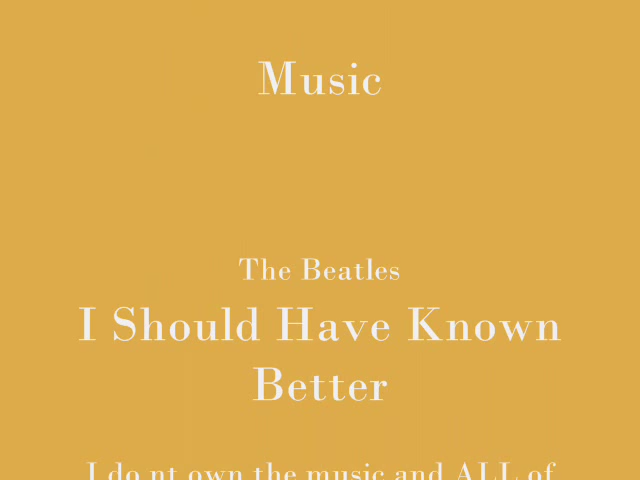 Music
The Beatles
I Should Have Known
Better
I do nt own the music and ALL of